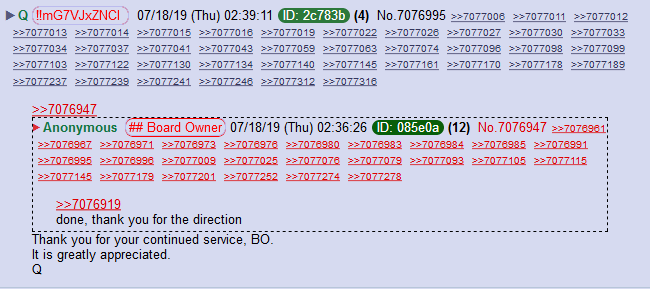 ▶ Q !!mG7VJxZNCI 07/18/19 (Thu) 02:39:11 ID: 2c783b (4) No.7076995 >>7077006 >>7077011 >>7077012
>>7077013 >>7077014 >>7077015 >>7077016 >>7077019 >>7077022 >>7077026 >>7077027 >>7077030 >>7077033
>>7077034 >>7077037 >>7077041 >>7077043 >>7077051 >>7077059 >>7077063 >>7077074 >>7077096 >>7077098 >>7077099
>>7077103 >>7077122 >>7077130 >>7077134 >>7077140 >>7077145 >>7077161 >>7077170 >>7077178 >>7077189
>>7077237 >>7077239 >>7077241 >>7077246 >>7077312 >>7077316
>>7076947
▶ Anonymous ## Board Owner 07/18/19 (Thu) 02:36:26 ID: 085e0a (12) No.7076947 >>7076961
>>7076967 >>7076971 >>7076973 >>7076976 >>7076980 >>7076983 >>7076984 >>7076985 >>7076991
>>7076995 >>7076996 >>7077009 >>7077025 >>7077076 >>7077079 >>7077093 >>7077105 >>7077115
>>7077145 >>7077179 >>7077201 >>7077252 >>7077274 >>7077278
>>7076919
done, thank you for the direction
Thank you for your continued service, BO.
It is greatly appreciated.
Q